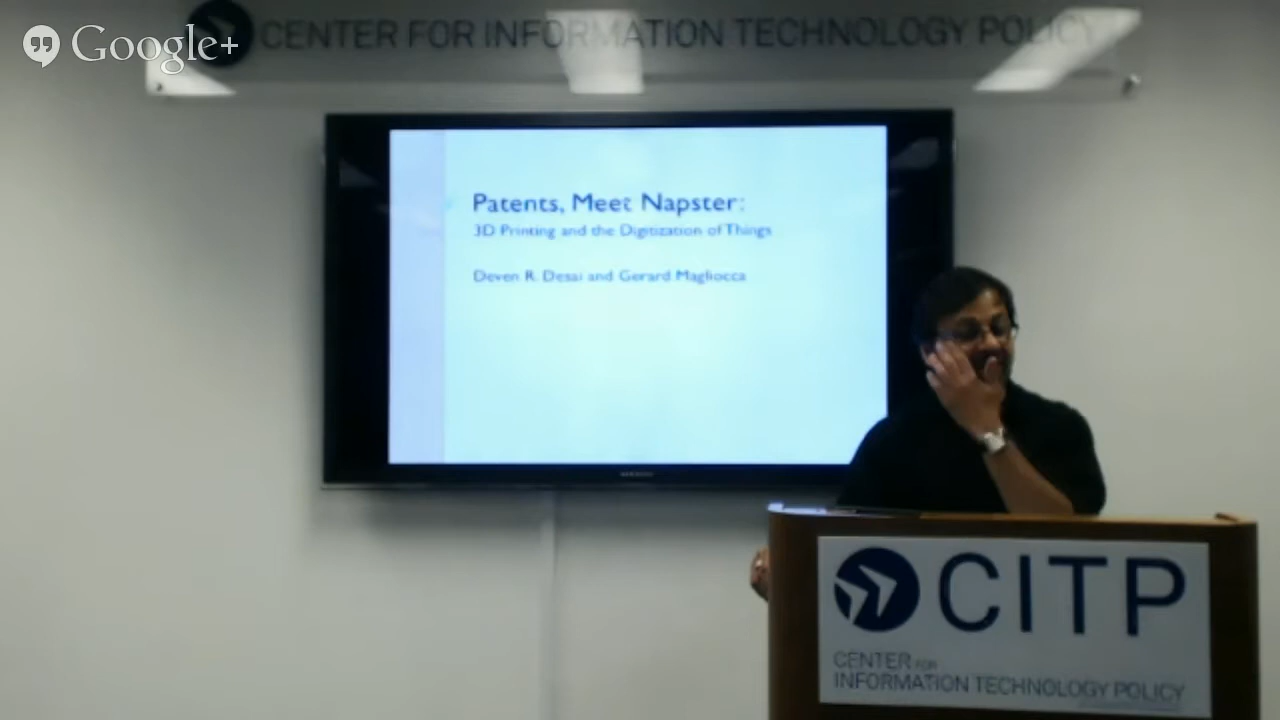 Google+
CENTER FOR INFORMATION TECHNOLOGY POLICY
Patents, Meet Napster:
3D Printing and the Digitization of Things
Deven R. Desai and Gerard Magliocca
CITP
CENTER FOR
INFORMATION TECHNOLOGY POLICY